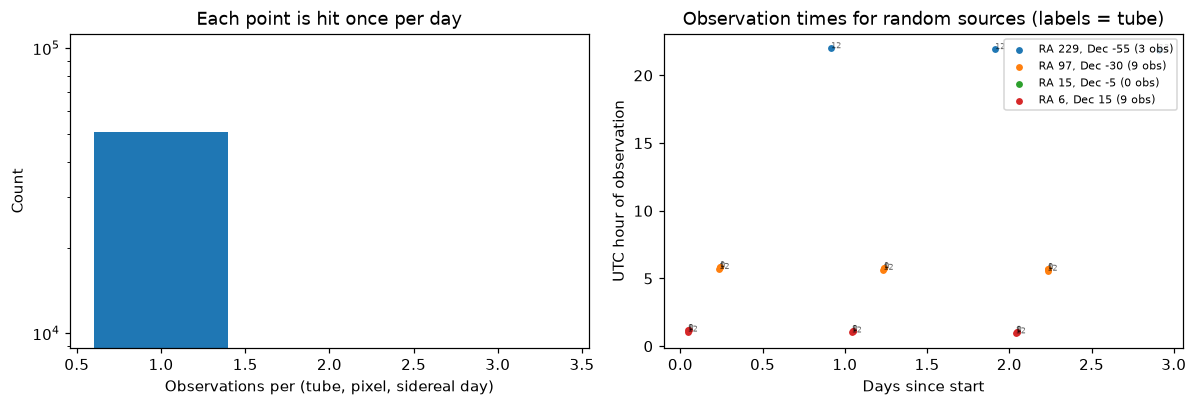 Each point is hit once per day
Count
10^5
10^4
0.5 1.0 1.5 2.0 2.5 3.0 3.5
Observations per (tube, pixel, sidereal day)
Observation times for random sources (labels = tube)
UTC hour of observation
20
15
10
5
0
0.0 0.5 1.0 1.5 2.0 2.5 3.0
Days since start
RA 229, Dec -55 (3 obs)
RA 97, Dec -30 (9 obs)
RA 15, Dec -5 (0 obs)
RA 6, Dec 15 (9 obs)
12